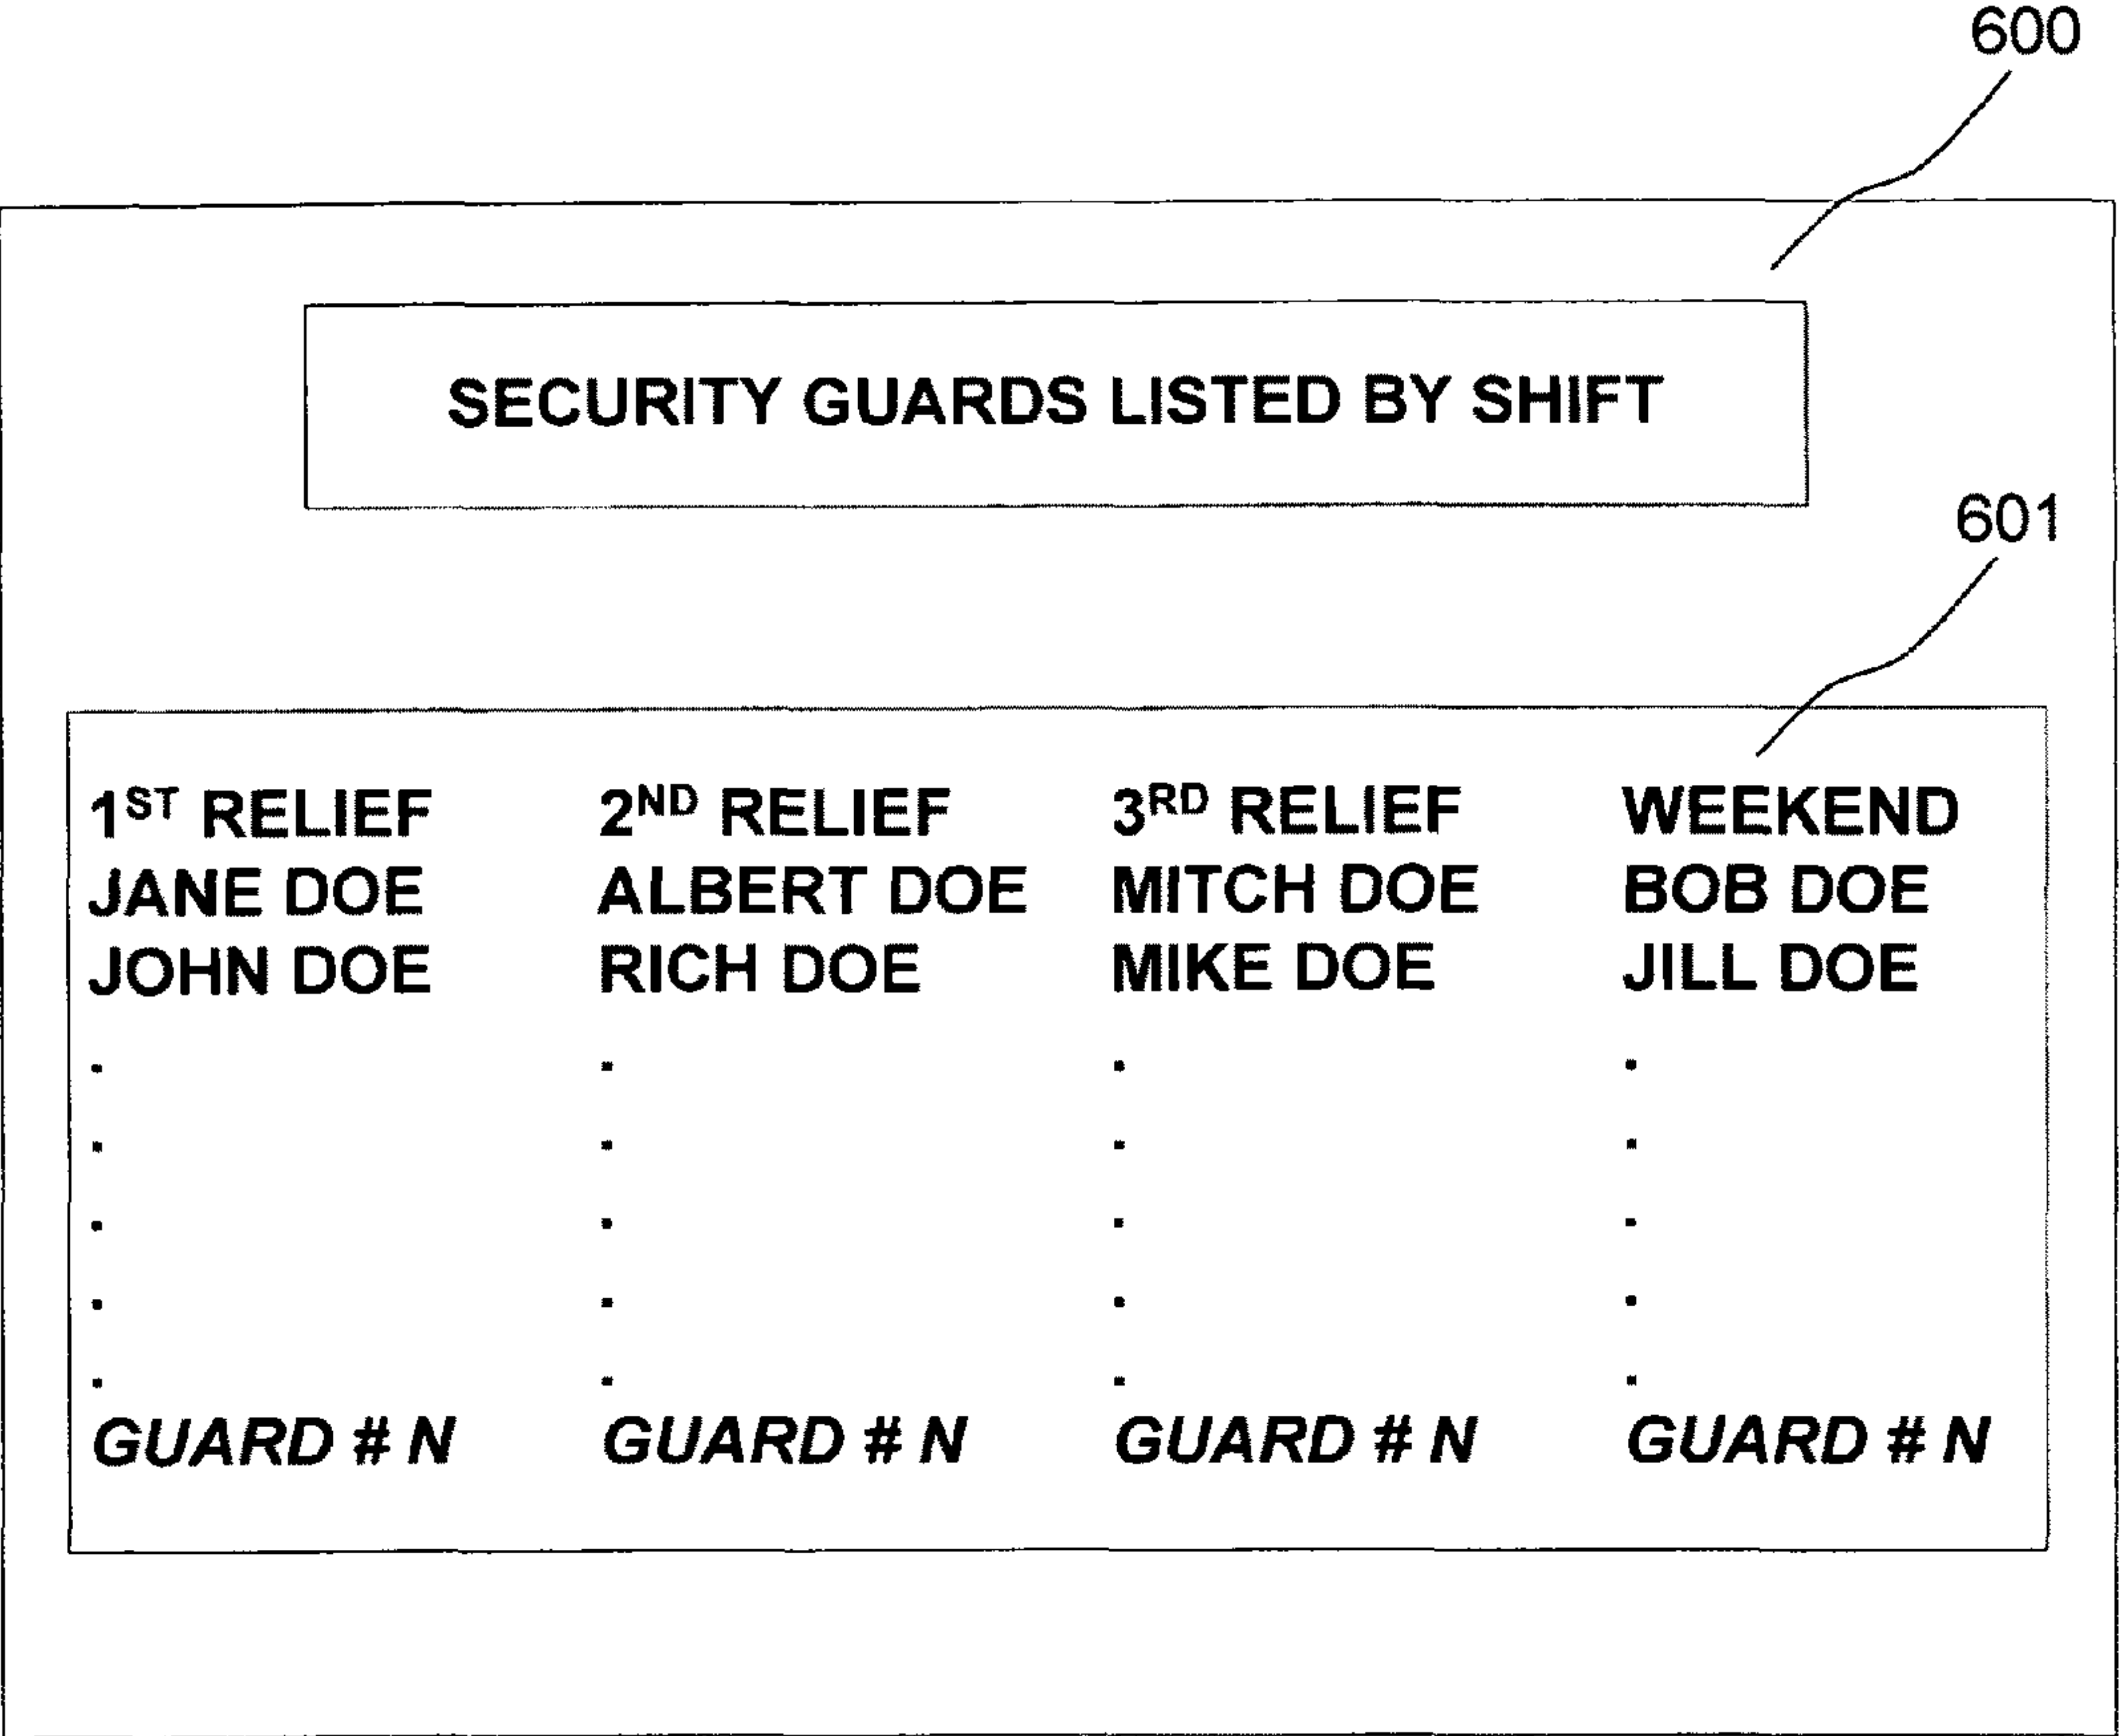 600
SECURITY GUARDS LISTED BY SHIFT
601
1ST RELIEF 2ND RELIEF 3RD RELIEF WEEKEND
JANE DOE ALBERT DOE MITCH DOE BOB DOE
JOHN DOE RICH DOE MIKE DOE JILL DOE
. . . .
. . . .
. . . .
. . . .
. . . .
GUARD # N GUARD # N GUARD # N GUARD # N